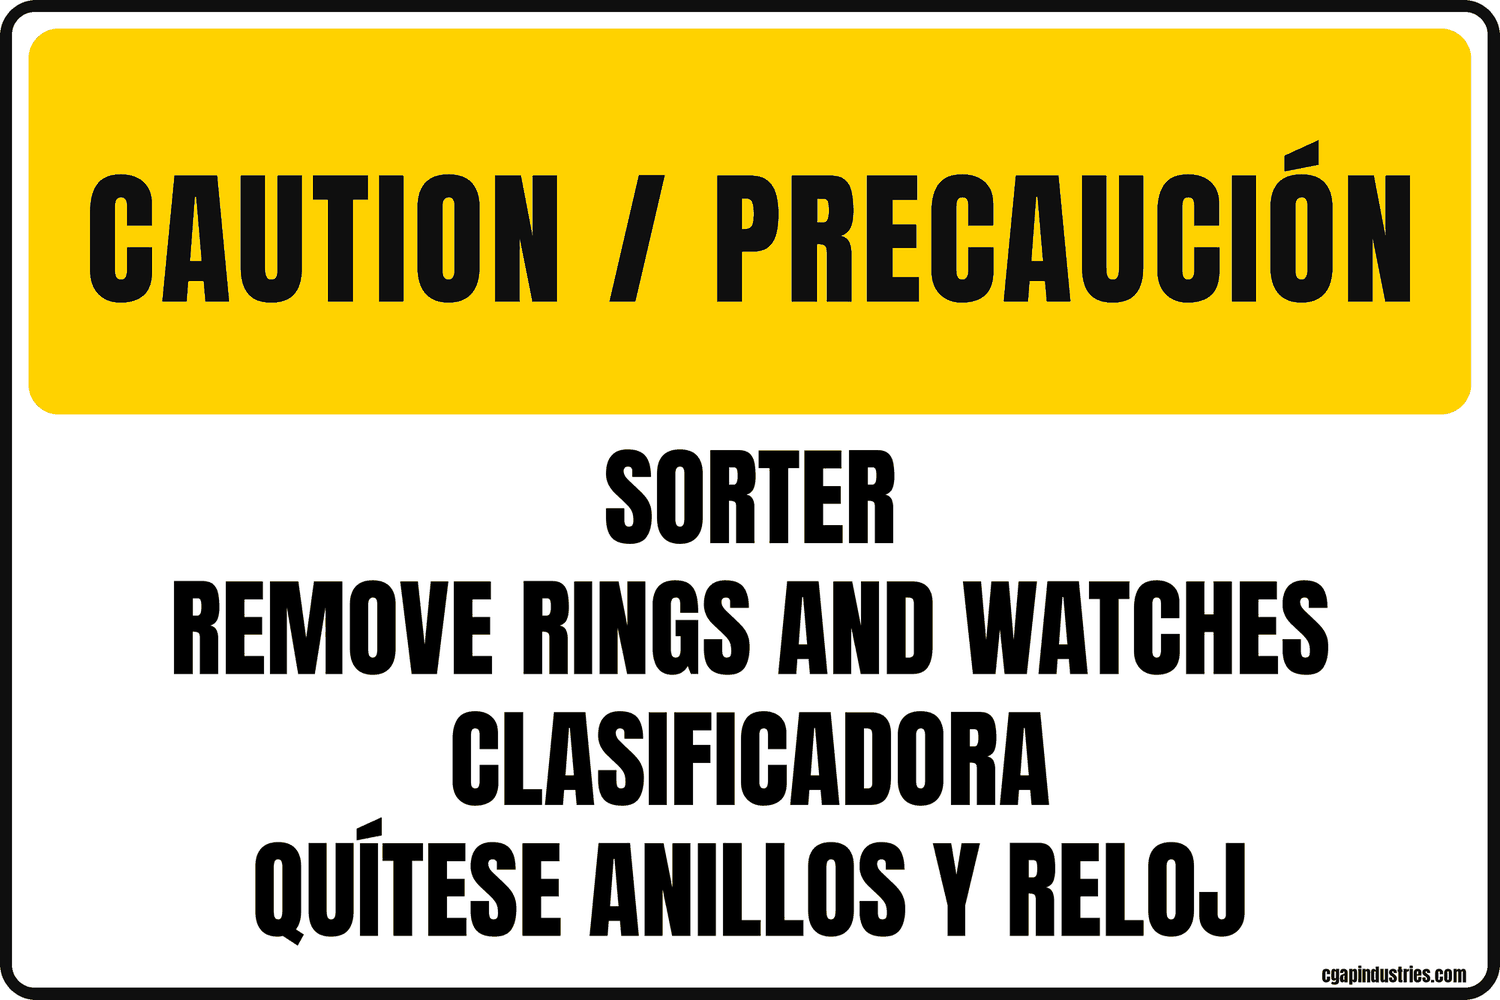 CAUTION / PRECAUCIÓN
SORTER
REMOVE RINGS AND WATCHES
CLASIFICADORA
QUÍTESE ANILLOS Y RELOJ
cgapindustries.com